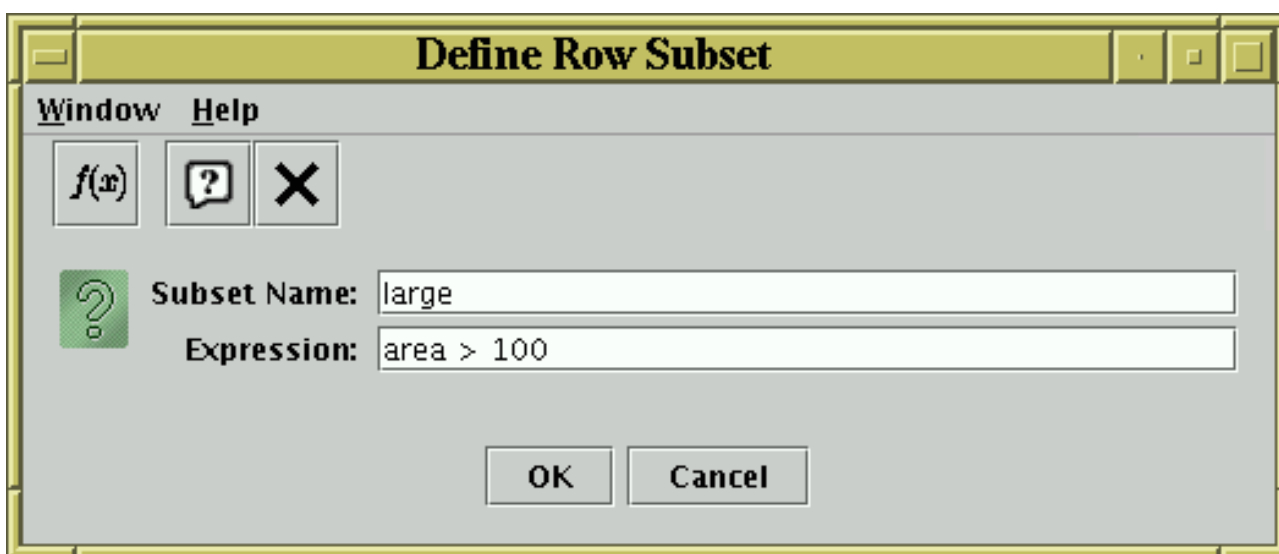 Define Row Subset
Window Help
f(x) ?
Subset Name: large
Expression: area > 100
OK Cancel